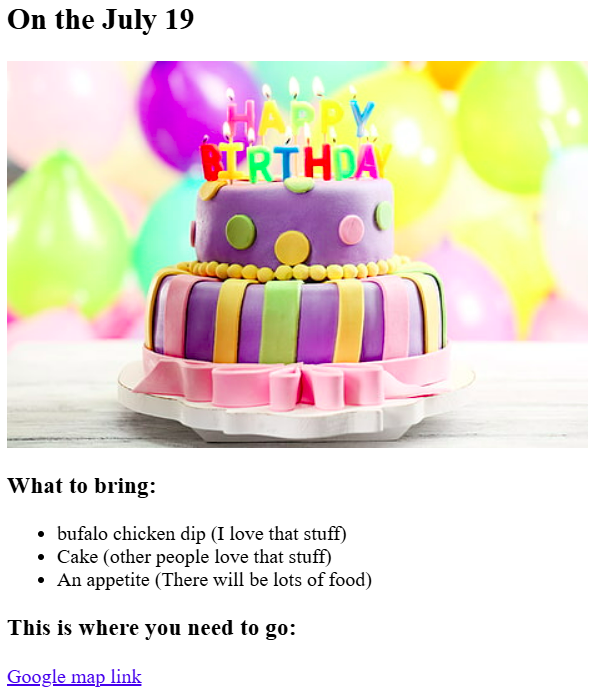 On the July 19
HAPPY
BIRTHDAY
What to bring:
bufalo chicken dip (I love that stuff)
Cake (other people love that stuff)
An appetite (There will be lots of food)
This is where you need to go:
Google map link